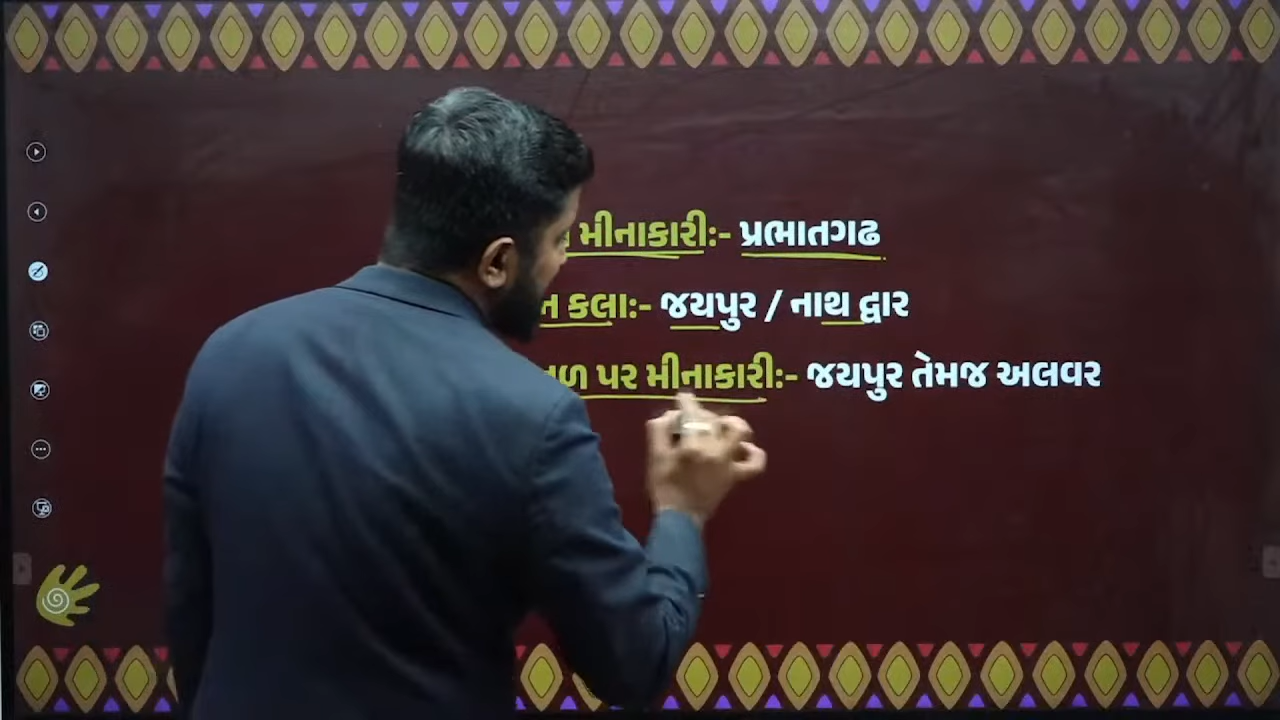 મીનાકારી:- પ્રભાતગઢ
કલા:- જયપુર / નાથ દ્વાર
પર મીનાકારી:- જયપુર તેમજ અલવર